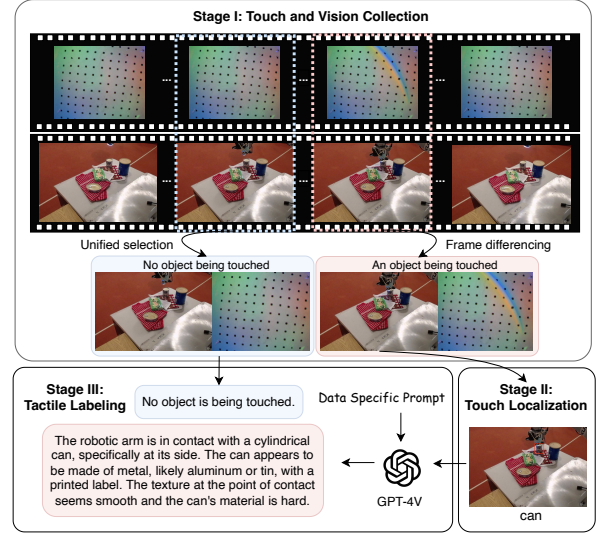 Stage I: Touch and Vision Collection
...
...
...
...
...
...
Unified selection
Frame differencing
No object being touched
An object being touched
Stage III:
Tactile Labeling
No object is being touched.
The robotic arm is in contact with a cylindrical
can, specifically at its side. The can appears to
be made of metal, likely aluminum or tin, with a
printed label. The texture at the point of contact
seems smooth and the can's material is hard.
Data Specific Prompt
GPT-4V
Stage II:
Touch Localization
can